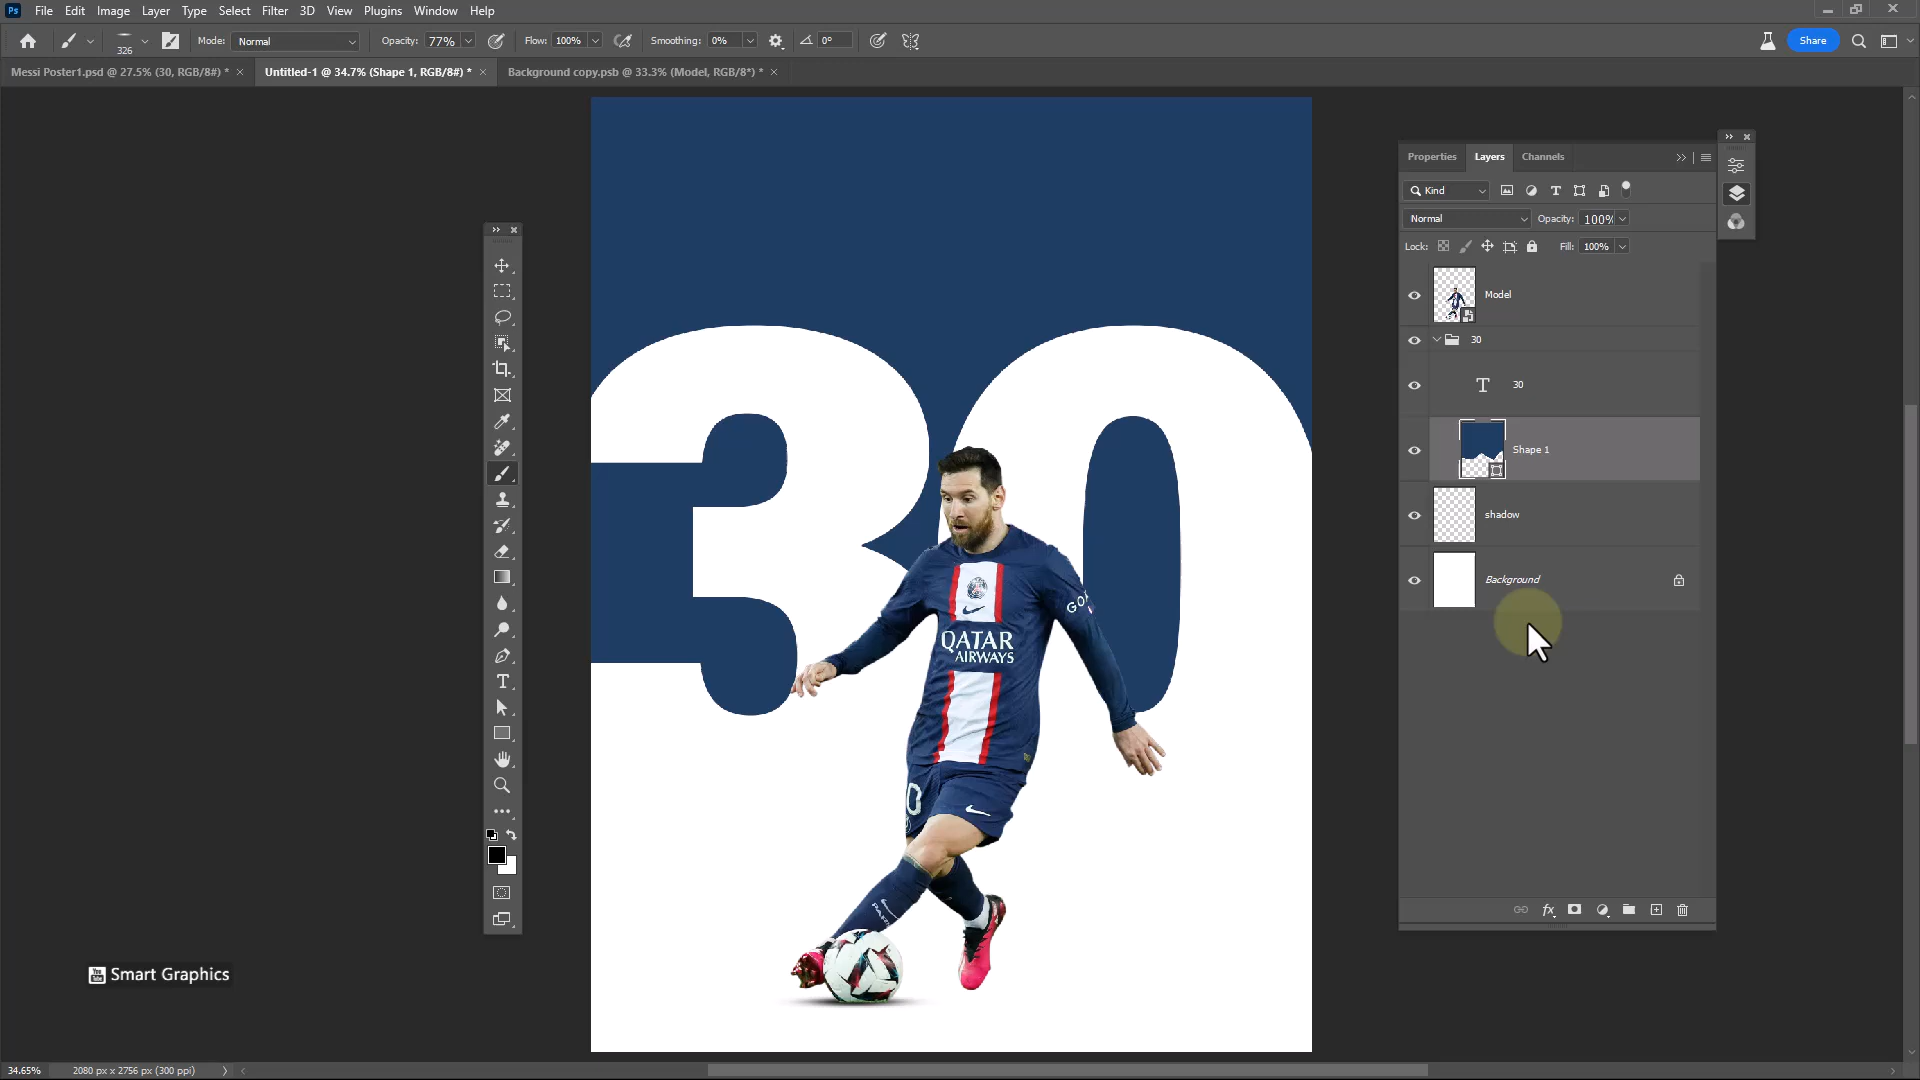 Ps File Edit Image Layer Type Select Filter 3D View Plugins Window Help
326 Mode: Normal Opacity: 77% Flow: 100% Smoothing: 0% 0° Share
Messi Poster1.psd @ 27.5% (30, RGB/8#) * × Untitled-1 @ 34.7% (Shape 1, RGB/8#) * × Background copy.psb @ 33.3% (Model, RGB/8*) * ×
Properties Layers Channels
Kind
Normal Opacity: 100%
Lock: Fill: 100%
Model
30
T 30
Shape 1
shadow
Background
30
QATAR
AIRWAYS
Smart Graphics
34.65% 2080 px x 2756 px (300 ppi)